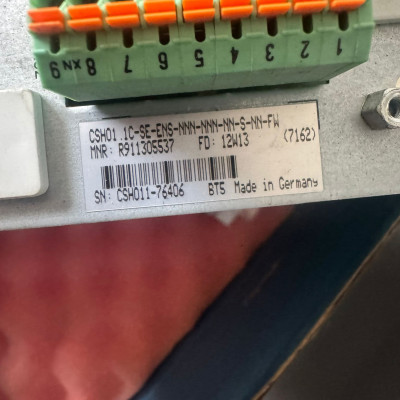 9 N× 8 7 6 5 4 3 2 1
CSH01.1C-SE-ENS-NNN-NNN-NN-S-NN-FW
MNR: R911305537 FD: 12W13 (7162)
SN: CSH011-76406 BT5 Made in Germany